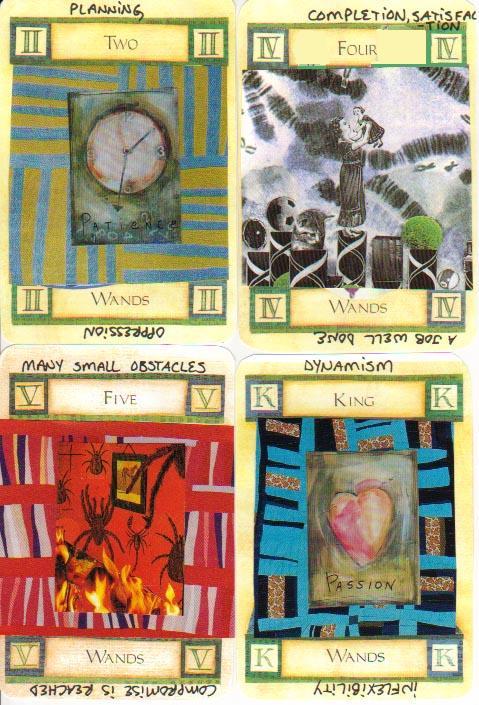 PLANNING
II TWO II
PATIENCE
II WANDS II
OPPRESSION
COMPLETION, SATISFAC
-TION
IV FOUR IV
IV WANDS IV
A JOB WELL DONE
MANY SMALL OBSTACLES
V FIVE V
V WANDS V
COMPROMISE IS REACHED
DYNAMISM
K KING K
PASSION
K WANDS K
INFLEXIBILITY